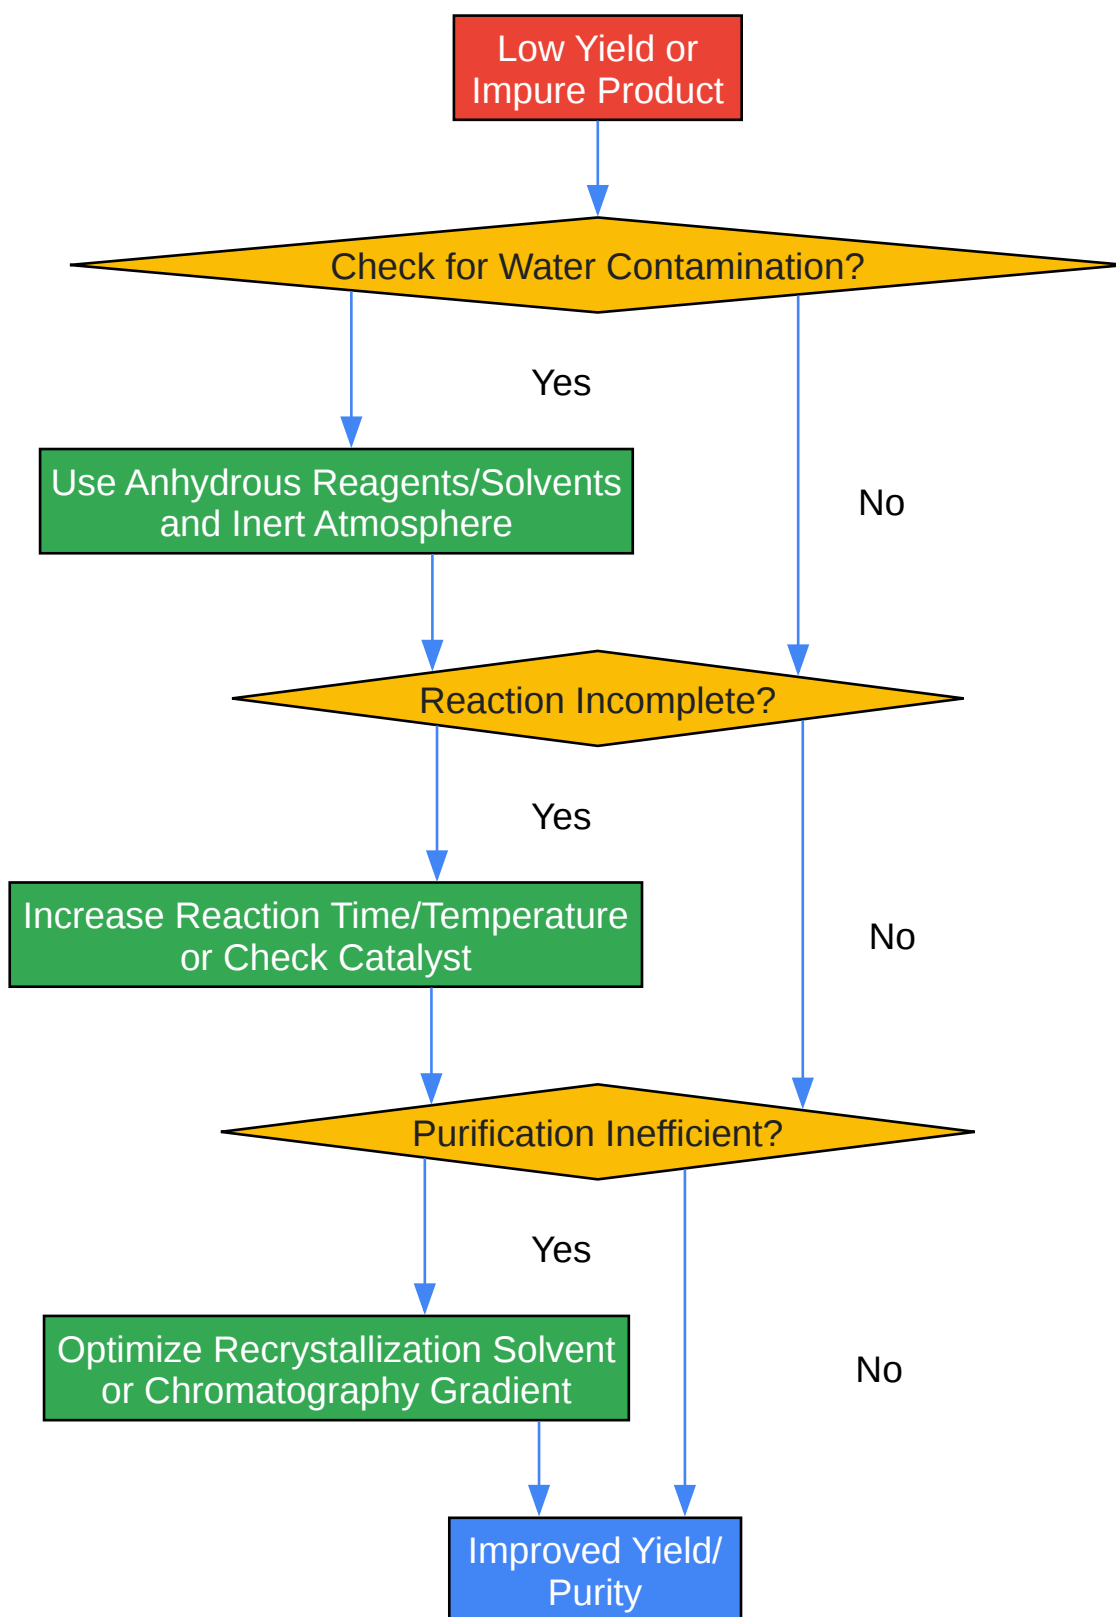 Low Yield or
Impure Product
Check for Water Contamination?
Yes
Use Anhydrous Reagents/Solvents
and Inert Atmosphere
No
Reaction Incomplete?
Yes
Increase Reaction Time/Temperature
or Check Catalyst
No
Purification Inefficient?
Yes
Optimize Recrystallization Solvent
or Chromatography Gradient
No
Improved Yield/
Purity